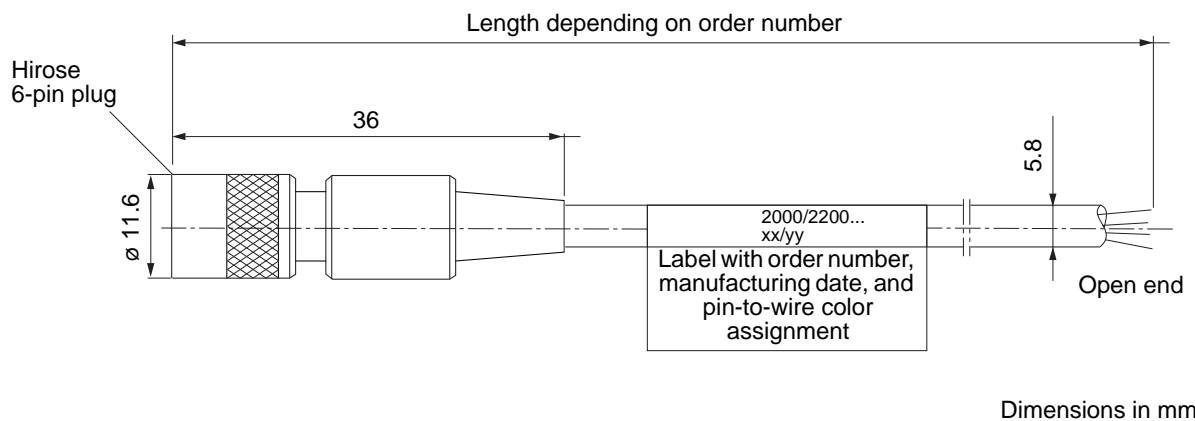 Length depending on order number
Hirose
6-pin plug
36
5.8
ø 11.6
2000/2200...
xx/yy
Label with order number,
manufacturing date, and
pin-to-wire color
assignment
Open end
Dimensions in mm